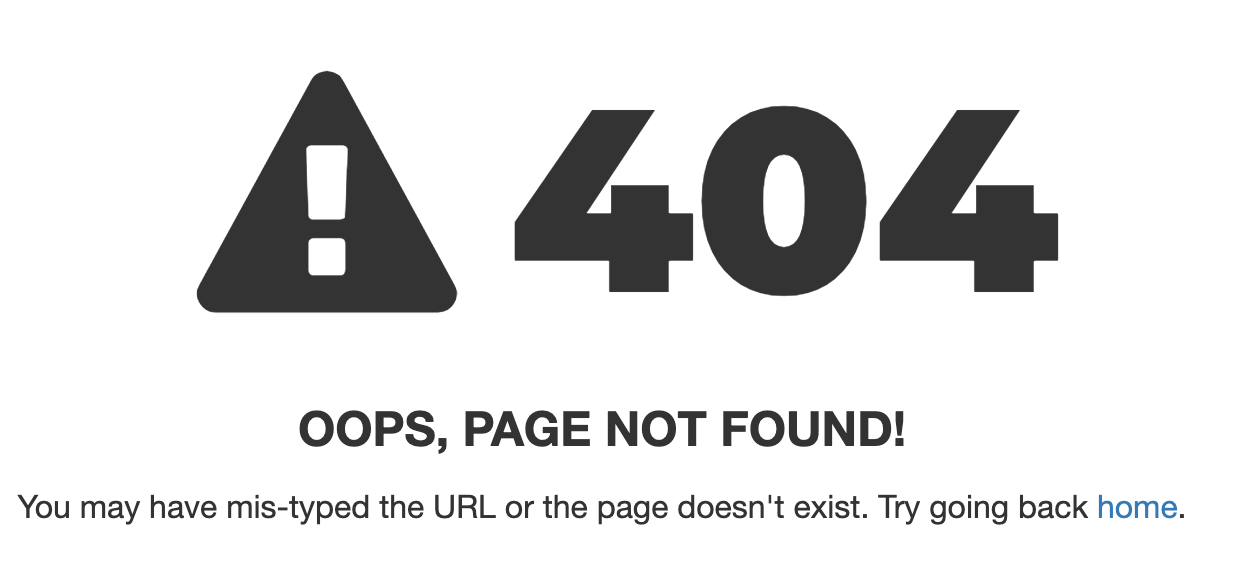 404
OOPS, PAGE NOT FOUND!
You may have mis-typed the URL or the page doesn't exist. Try going back home.